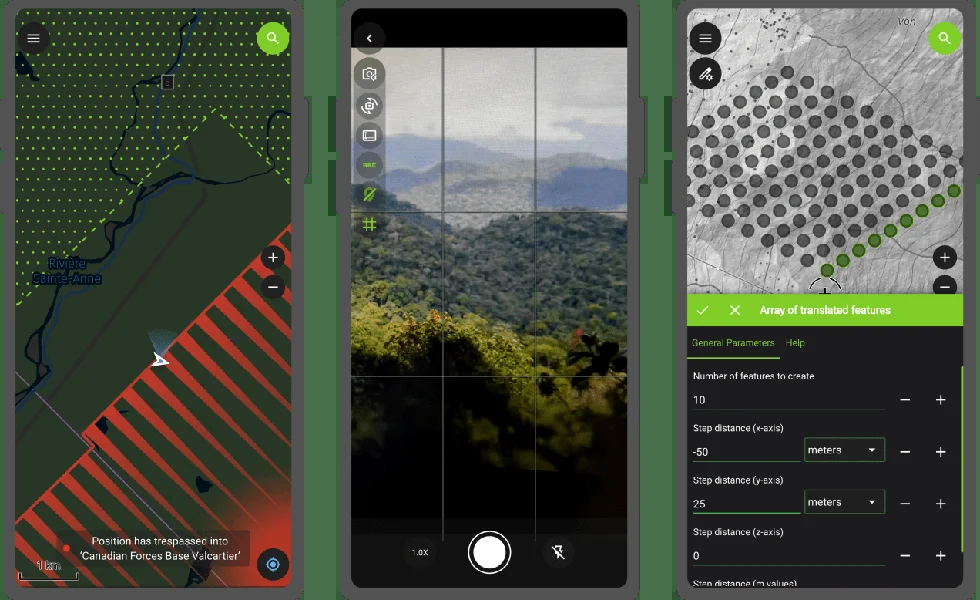 Rivière
Sainte-Anne
Position has trespassed into
'Canadian Forces Base Valcartier'
1 km
1.0X
Von
Array of translated features
General Parameters
Help
Number of features to create
10
Step distance (x-axis)
-50
meters
Step distance (y-axis)
25
meters
Step distance (z-axis)
0
Step distance (m values)